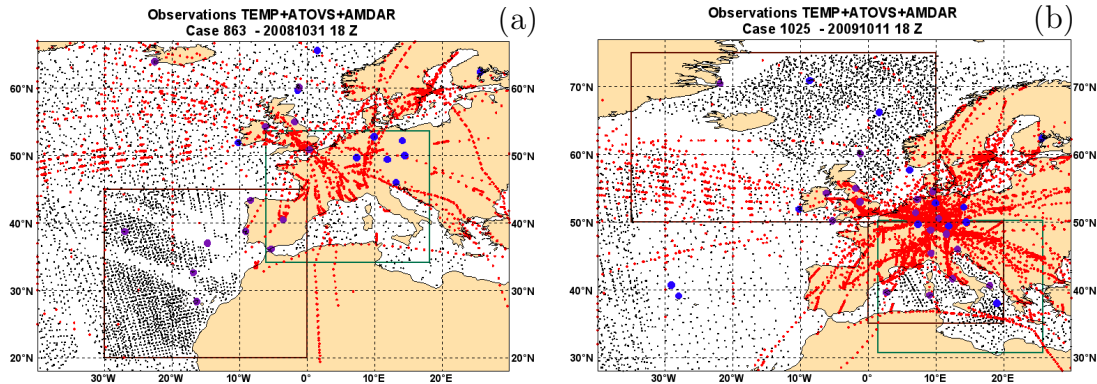 Observations TEMP+ATOVS+AMDAR
Case 863 - 20081031 18 Z
(a)
60°N
50°N
40°N
30°N
20°N
30°W
20°W
10°W
0°
10°E
20°E
60°N
50°N
40°N
30°N
20°N
Observations TEMP+ATOVS+AMDAR
Case 1025 - 20091011 18 Z
(b)
70°N
60°N
50°N
40°N
30°N
30°W
20°W
10°W
0°
10°E
20°E
70°N
60°N
50°N
40°N
30°N